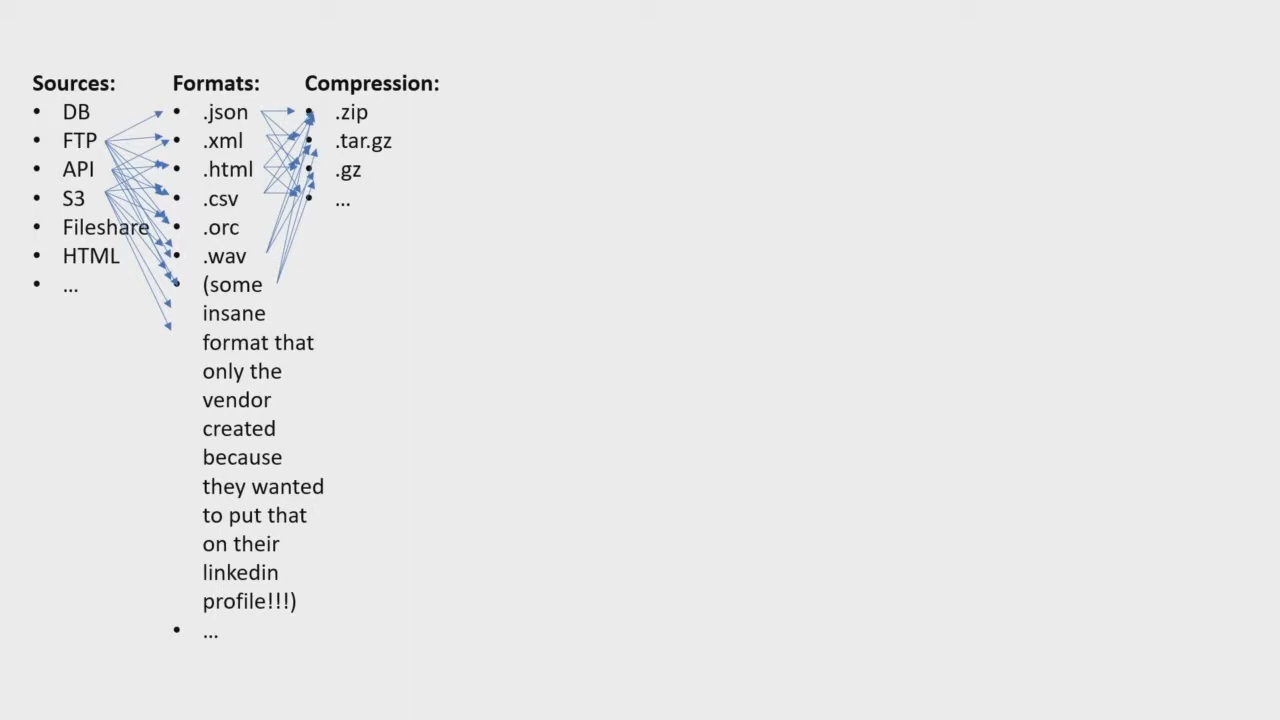 Sources:
• DB
• FTP
• API
• S3
• Fileshare
• HTML
• ...
Formats:
• .json
• .xml
• .html
• .csv
• .orc
• .wav
• (some
insane
format that
only the
vendor
created
because
they wanted
to put that
on their
linkedin
profile!!!)
• ...
Compression:
• .zip
• .tar.gz
• .gz
• ...